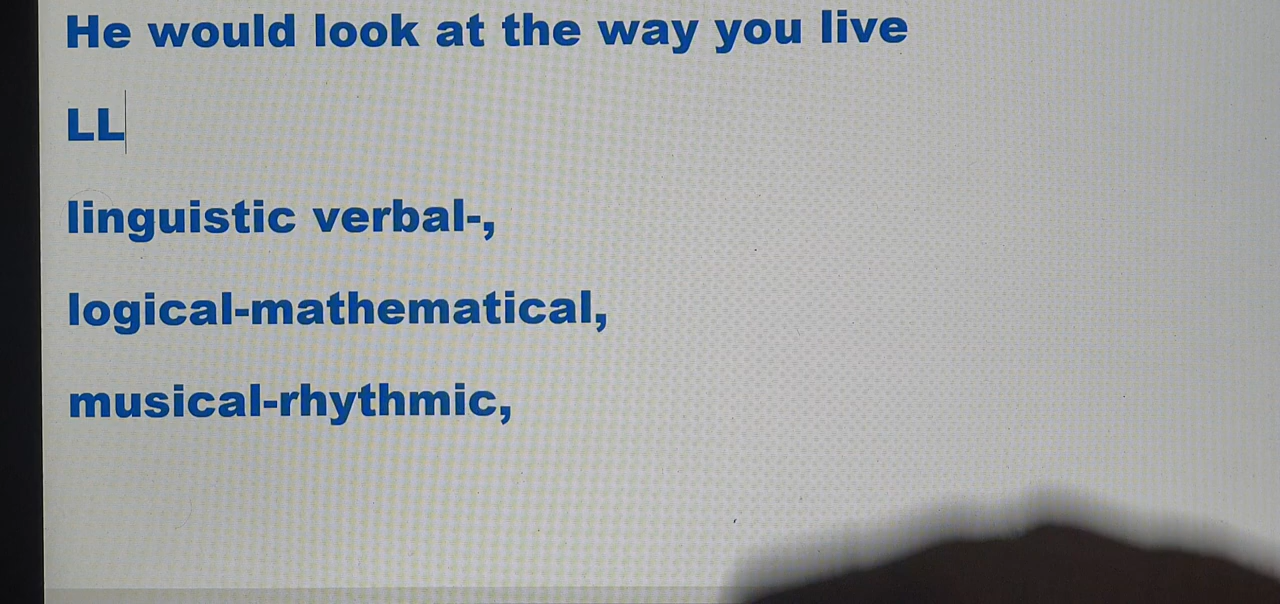 He would look at the way you live
LL
linguistic verbal-,
logical-mathematical,
musical-rhythmic,